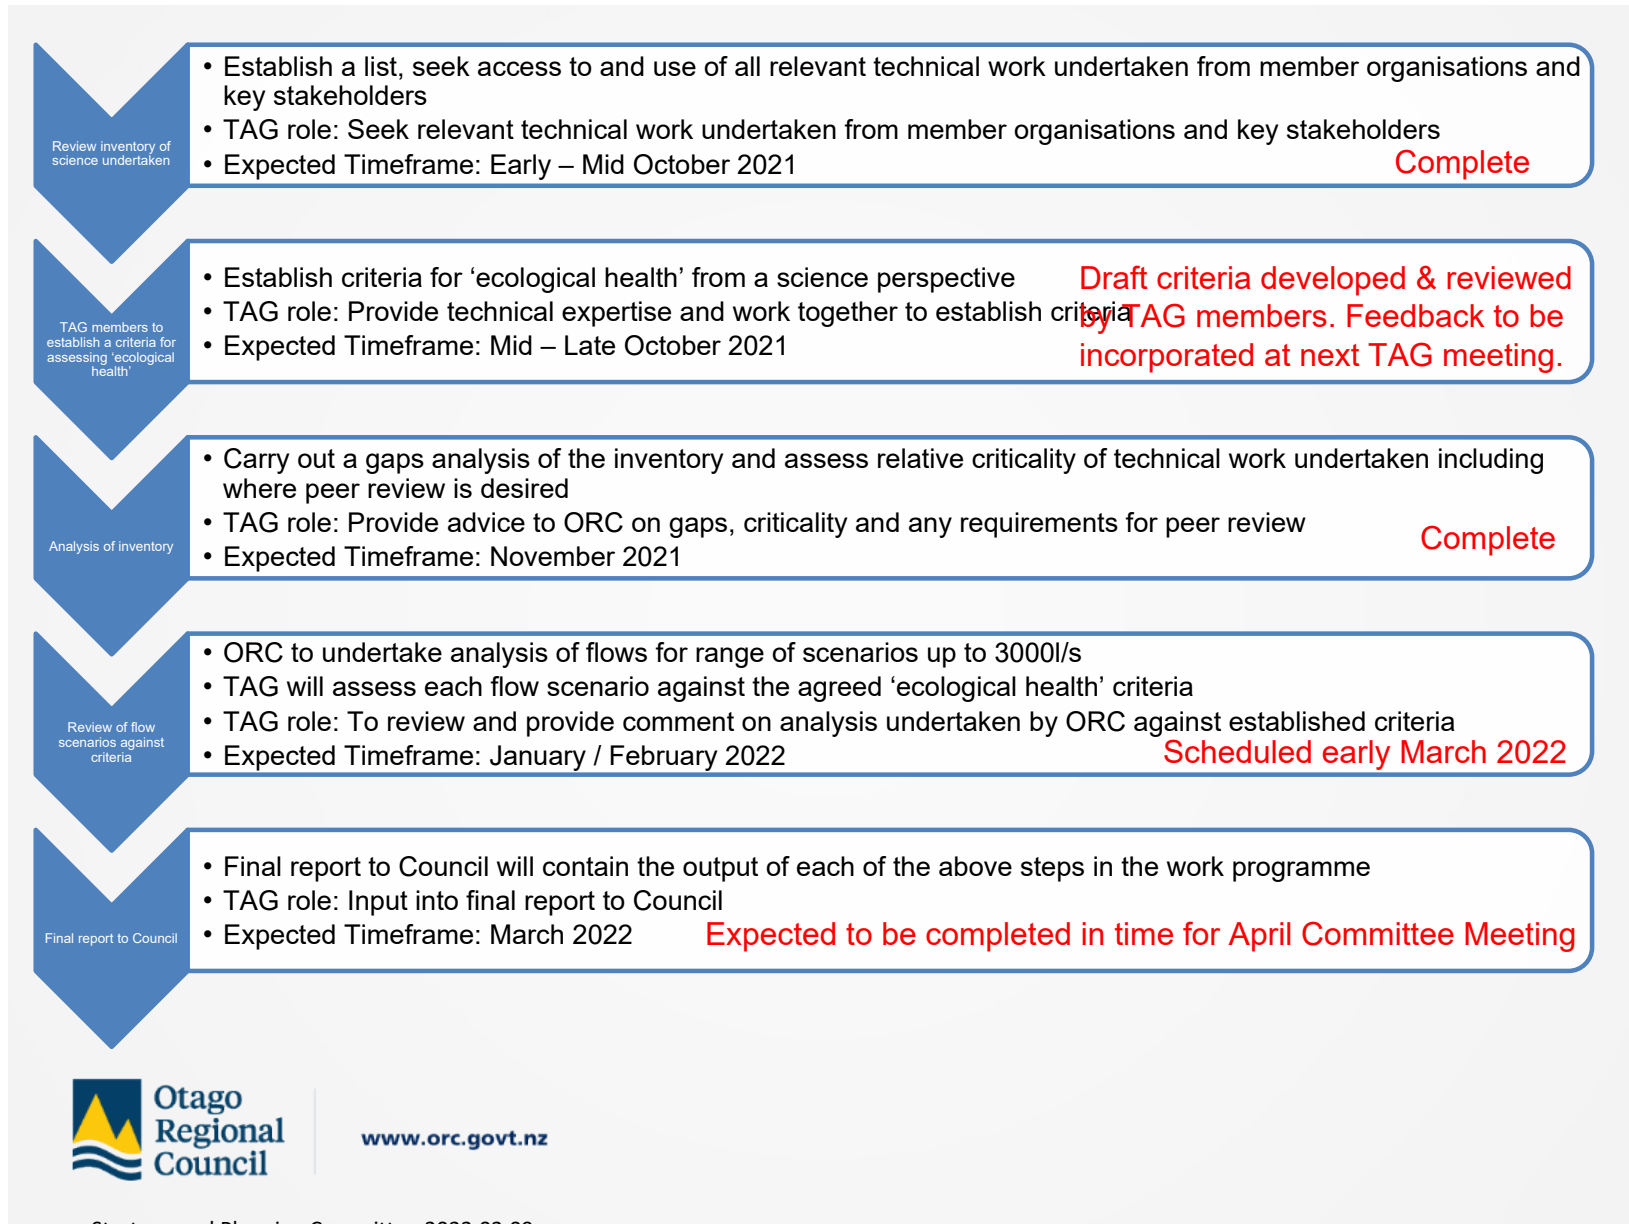 Review inventory of
science undertaken
• Establish a list, seek access to and use of all relevant technical work undertaken from member organisations and
key stakeholders
• TAG role: Seek relevant technical work undertaken from member organisations and key stakeholders
• Expected Timeframe: Early – Mid October 2021
Complete
TAG members to
establish a criteria for
assessing ‘ecological
health’
• Establish criteria for ‘ecological health’ from a science perspective
• TAG role: Provide technical expertise and work together to establish criteria
• Expected Timeframe: Mid – Late October 2021
Draft criteria developed & reviewed
by TAG members. Feedback to be
incorporated at next TAG meeting.
Analysis of inventory
• Carry out a gaps analysis of the inventory and assess relative criticality of technical work undertaken including
where peer review is desired
• TAG role: Provide advice to ORC on gaps, criticality and any requirements for peer review
• Expected Timeframe: November 2021
Complete
Review of flow
scenarios against
criteria
• ORC to undertake analysis of flows for range of scenarios up to 3000l/s
• TAG will assess each flow scenario against the agreed ‘ecological health’ criteria
• TAG role: To review and provide comment on analysis undertaken by ORC against established criteria
• Expected Timeframe: January / February 2022
Scheduled early March 2022
Final report to Council
• Final report to Council will contain the output of each of the above steps in the work programme
• TAG role: Input into final report to Council
• Expected Timeframe: March 2022
Expected to be completed in time for April Committee Meeting
Otago
Regional
Council
www.orc.govt.nz